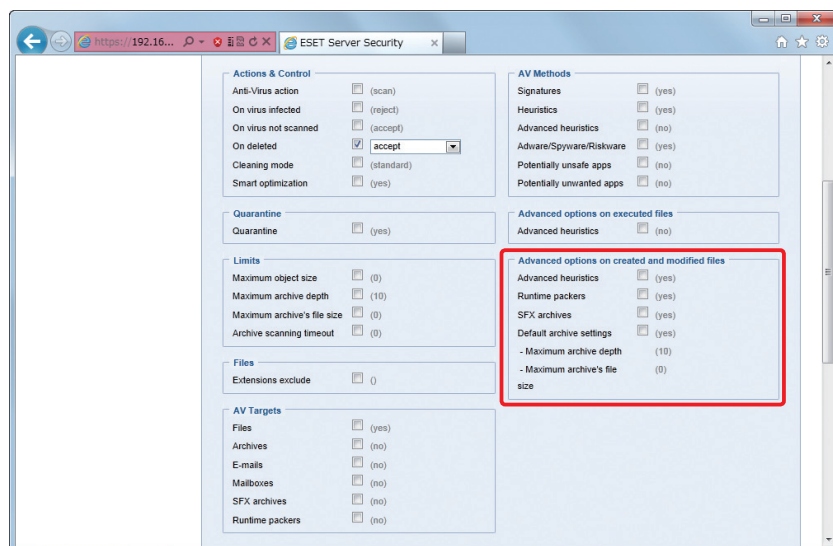 https://192.16...
ESET Server Security
Actions & Control
Anti-Virus action (scan)
On virus infected (reject)
On virus not scanned (accept)
On deleted accept
Cleaning mode (standard)
Smart optimization (yes)
Quarantine
Quarantine (yes)
Limits
Maximum object size (0)
Maximum archive depth (10)
Maximum archive's file size (0)
Archive scanning timeout (0)
Files
Extensions exclude ()
AV Targets
Files (yes)
Archives (no)
E-mails (no)
Mailboxes (no)
SFX archives (no)
Runtime packers (no)
AV Methods
Signatures (yes)
Heuristics (yes)
Advanced heuristics (no)
Adware/Spyware/Riskware (yes)
Potentially unsafe apps (no)
Potentially unwanted apps (no)
Advanced options on executed files
Advanced heuristics (no)
Advanced options on created and modified files
Advanced heuristics (yes)
Runtime packers (yes)
SFX archives (yes)
Default archive settings (yes)
- Maximum archive depth (10)
- Maximum archive's file (0)
size